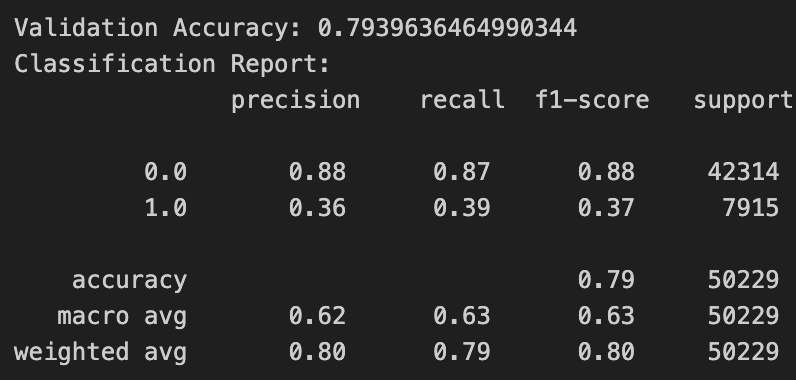 Validation Accuracy: 0.7939636464990344
Classification Report:
precision recall f1-score support
0.0 0.88 0.87 0.88 42314
1.0 0.36 0.39 0.37 7915
accuracy 0.79 50229
macro avg 0.62 0.63 0.63 50229
weighted avg 0.80 0.79 0.80 50229